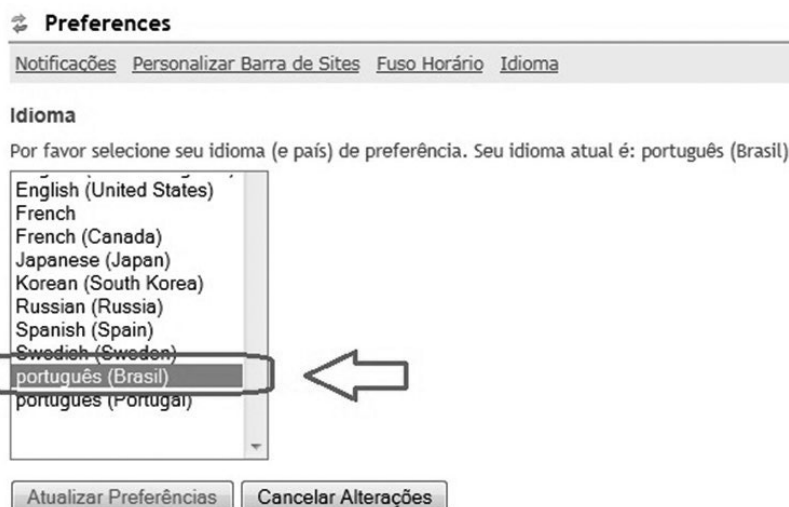 Preferences
Notificações Personalizar Barra de Sites Fuso Horário Idioma
Idioma
Por favor selecione seu idioma (e país) de preferência. Seu idioma atual é: português (Brasil)
English (United States)
French
French (Canada)
Japanese (Japan)
Korean (South Korea)
Russian (Russia)
Spanish (Spain)
Swedish (Sweden)
português (Brasil)
português (Portugal)
Atualizar Preferências Cancelar Alterações